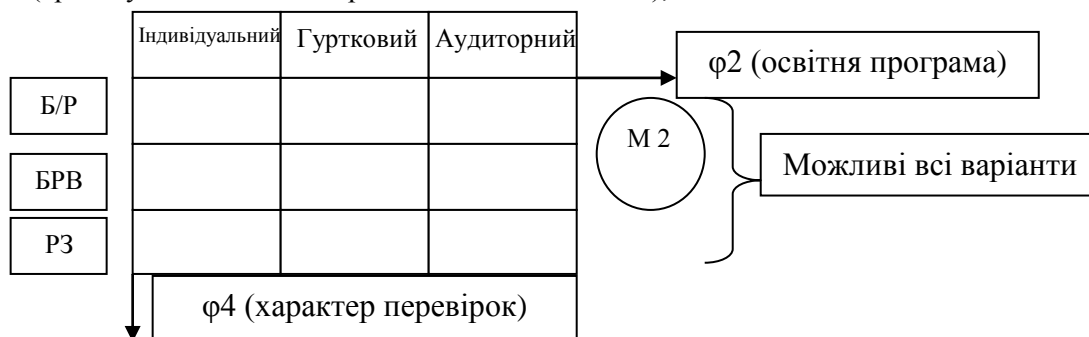 Індивідуальний Гуртковий Аудиторний
φ2 (освітня програма)
Б/Р
М 2
Можливі всі варіанти
БРВ
РЗ
φ4 (характер перевірок)